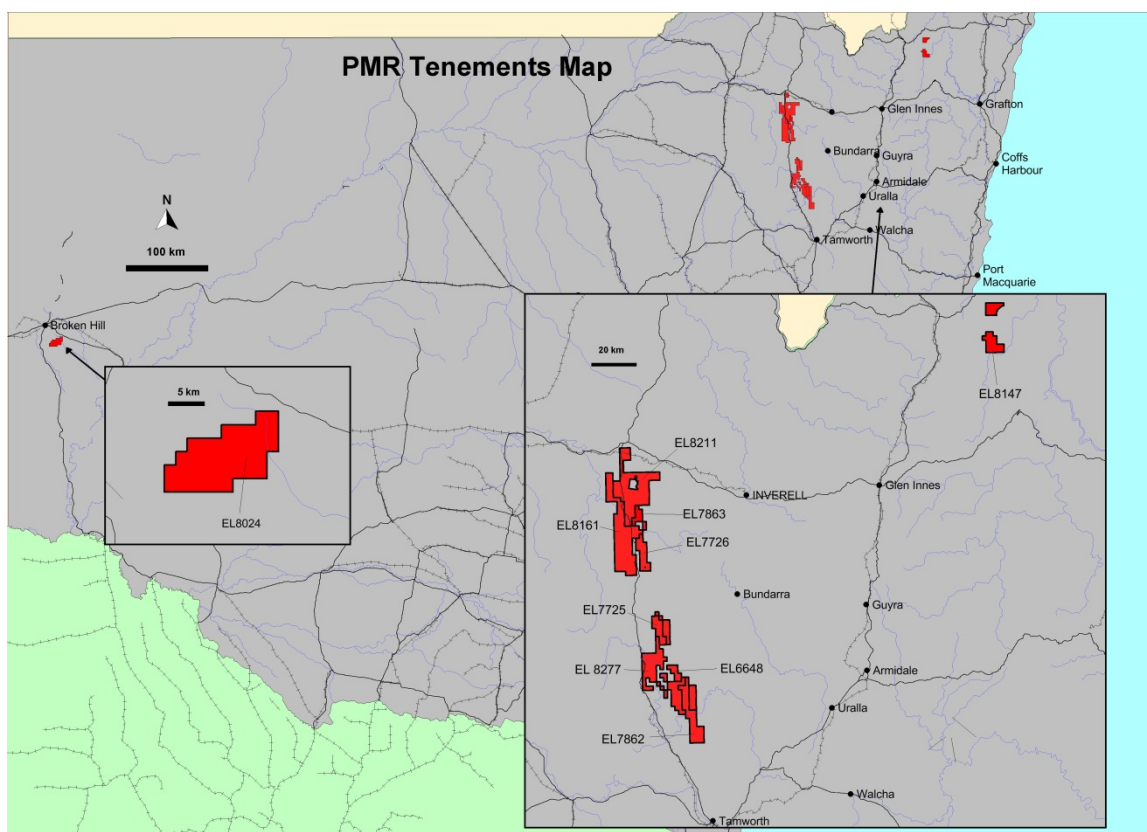 PMR Tenements Map
Glen Innes
Grafton
Bundarra
Guyra
Coffs
Harbour
Armidale
Uralla
N
100 km
Walcha
Tamworth
Port
Macquarie
Broken Hill
5 km
EL8024
20 km
EL8147
EL8211
Glen Innes
INVERELL
EL7863
EL8161
EL7726
Bundarra
Guyra
EL7725
EL 8277
EL6648
Armidale
Uralla
EL7862
Walcha
Tamworth